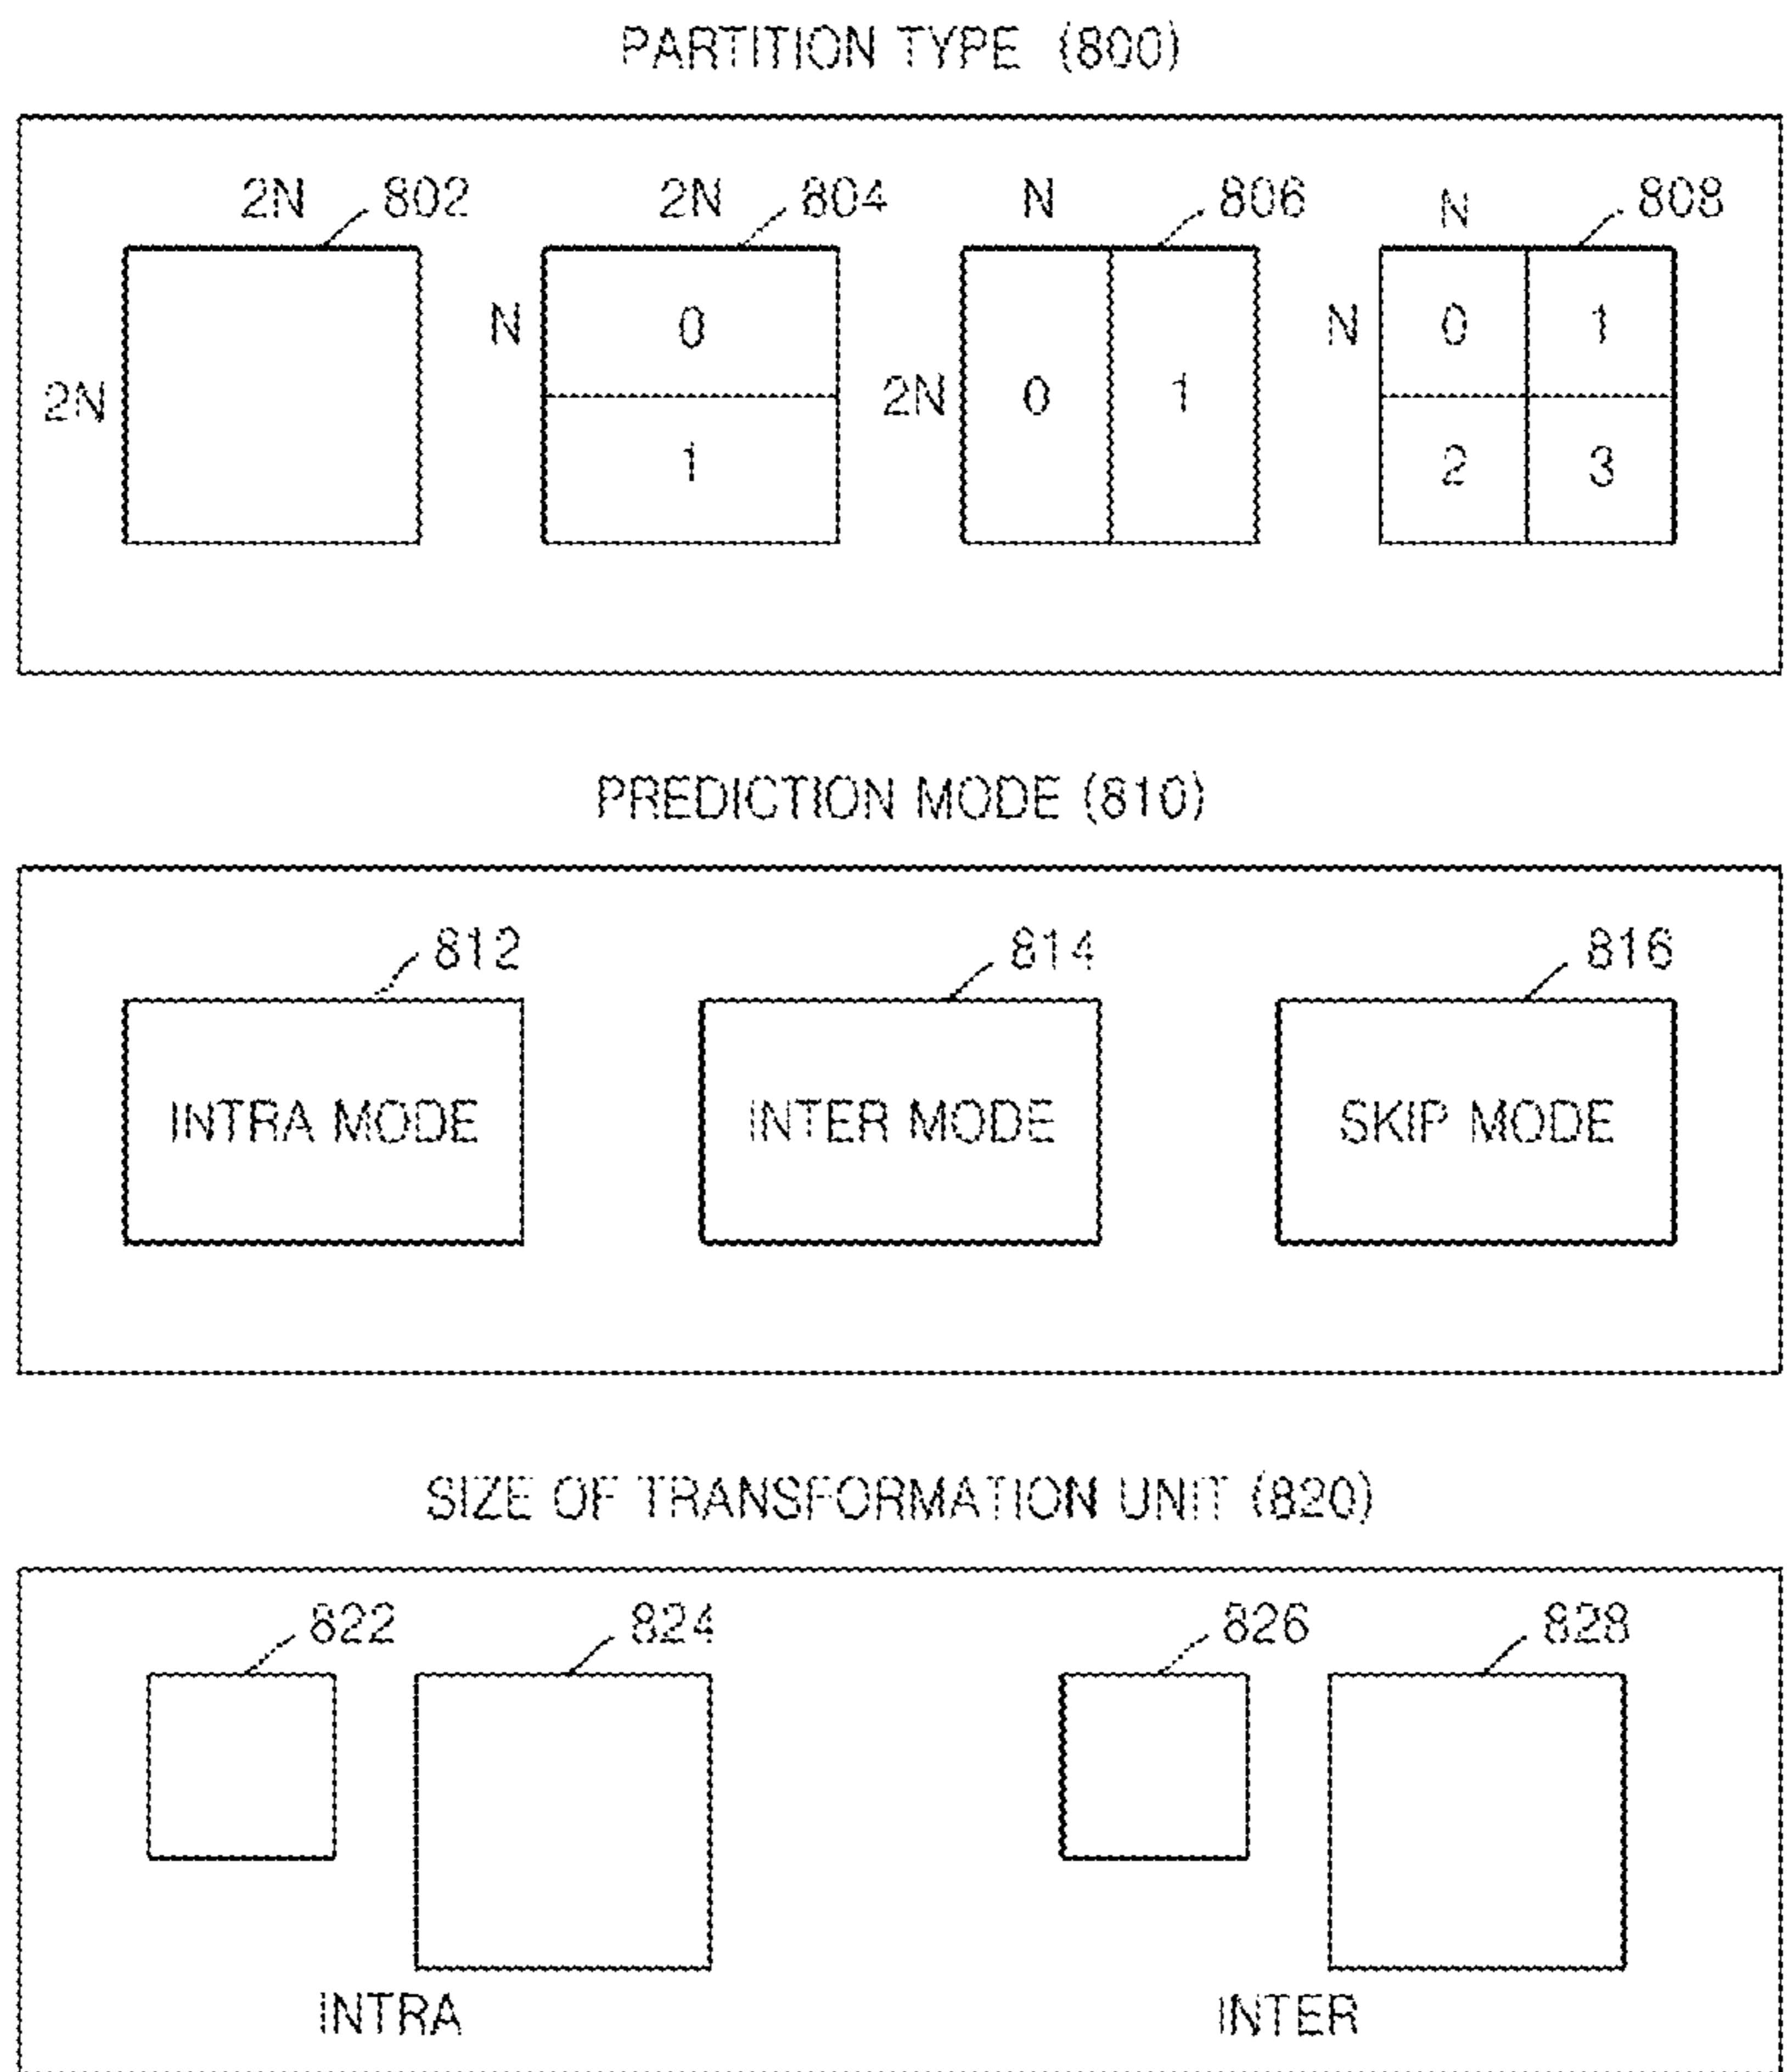 PARTITION TYPE (800)
2N 802 2N 804 N 806 N 808
N 0 N 0 1
2N 2N 0 1
1 2 3
PREDICTION MODE (810)
812 814 816
INTRA MODE INTER MODE SKIP MODE
SIZE OF TRANSFORMATION UNIT (820)
822 824 826 828
INTRA INTER